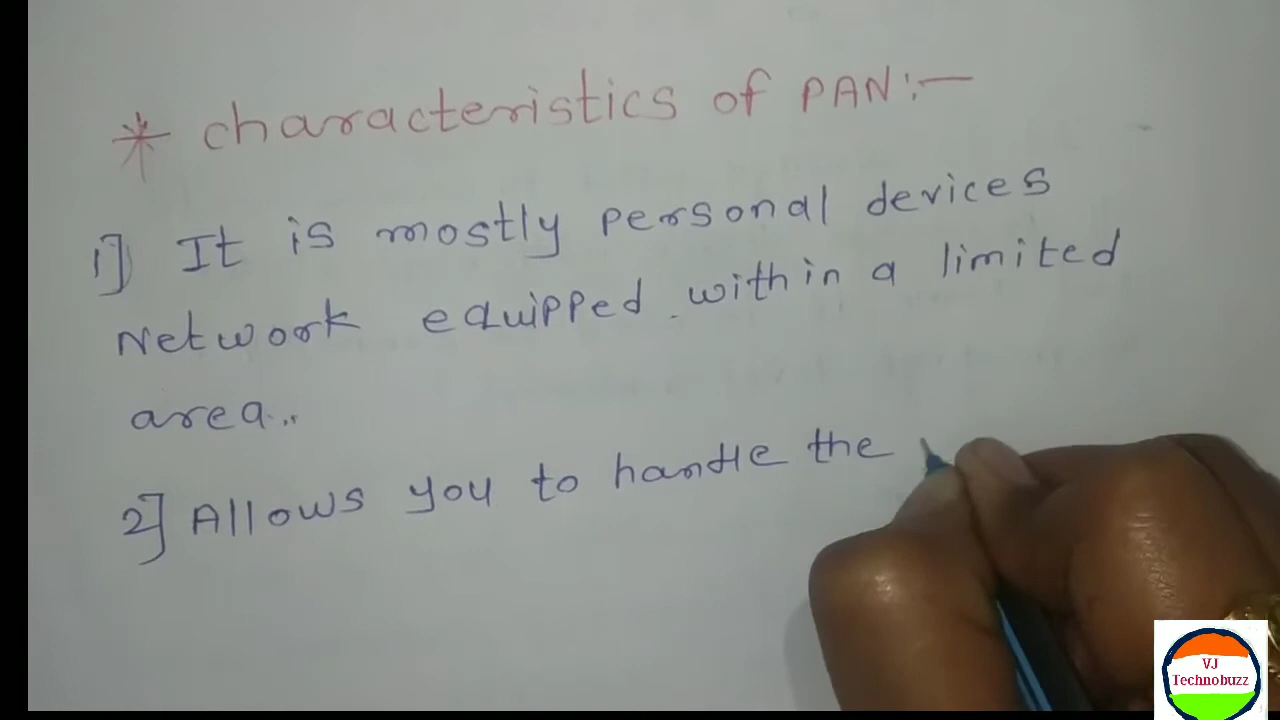 * characteristics of PAN:-
1] It is mostly personal devices
Network equipped within a limited
area..
2] Allows you to handle the
VJ
Technobuzz